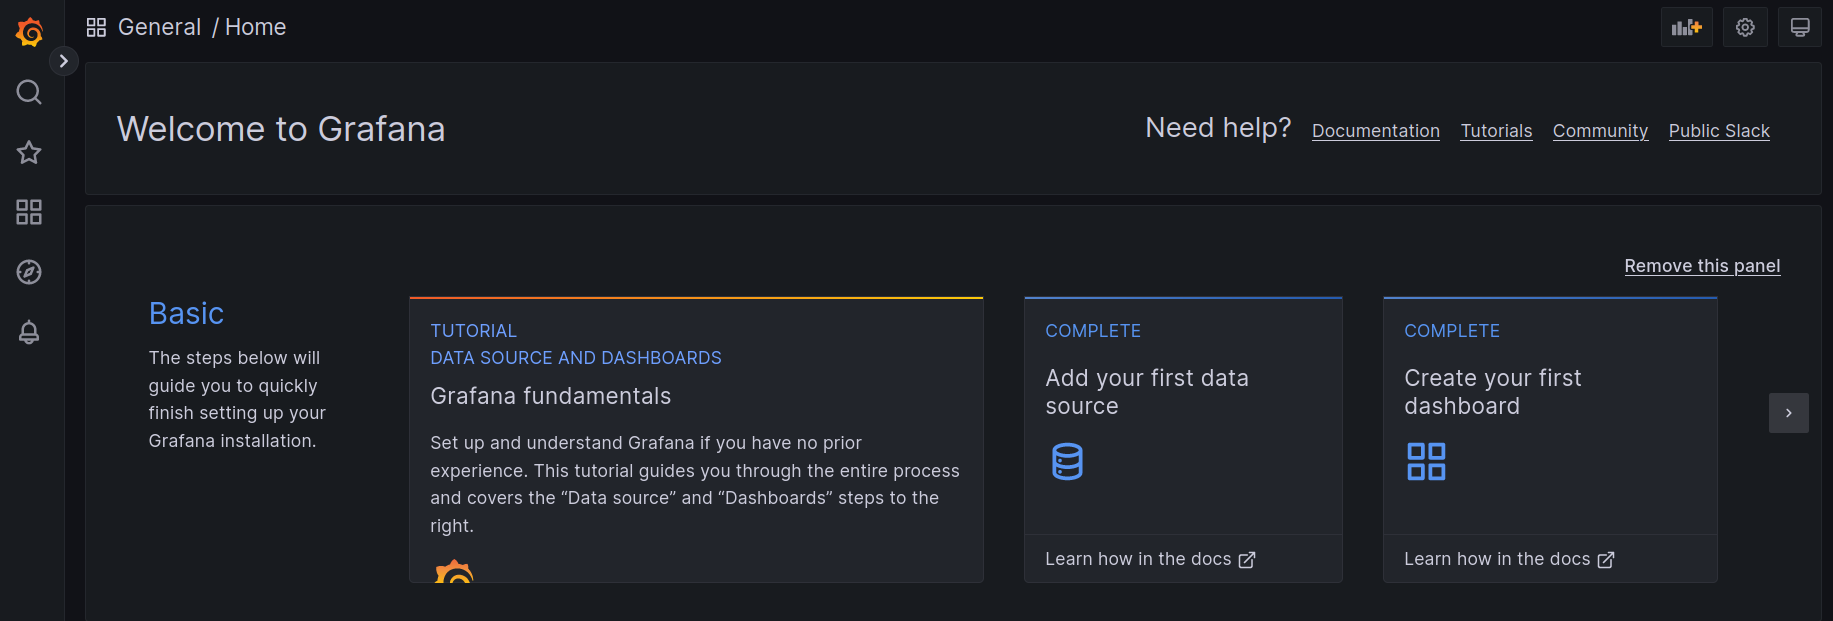 General / Home
Welcome to Grafana
Need help? Documentation Tutorials Community Public Slack
Remove this panel
Basic
The steps below will
guide you to quickly
finish setting up your
Grafana installation.
TUTORIAL
DATA SOURCE AND DASHBOARDS
Grafana fundamentals
Set up and understand Grafana if you have no prior
experience. This tutorial guides you through the entire process
and covers the “Data source” and “Dashboards” steps to the
right.
COMPLETE
Add your first data
source
Learn how in the docs
COMPLETE
Create your first
dashboard
Learn how in the docs